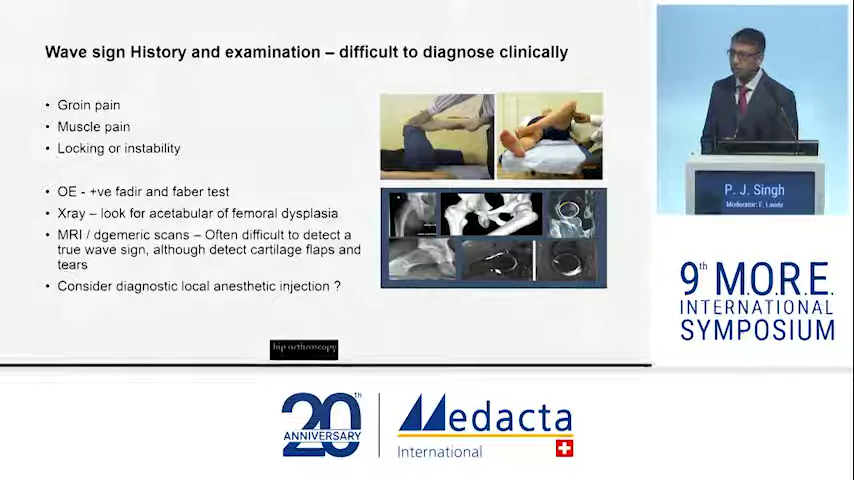 Wave sign History and examination – difficult to diagnose clinically
• Groin pain
• Muscle pain
• Locking or instability
• OE - +ve fadir and faber test
• Xray – look for acetabular of femoral dysplasia
• MRI / dgemeric scans – Often difficult to detect a
true wave sign, although detect cartilage flaps and
tears
• Consider diagnostic local anesthetic injection ?
hip arthroscopy
P. J. Singh
Moderator: E. Laude
9th M.O.R.E.
INTERNATIONAL
SYMPOSIUM
20th
ANNIVERSARY
Medacta
International